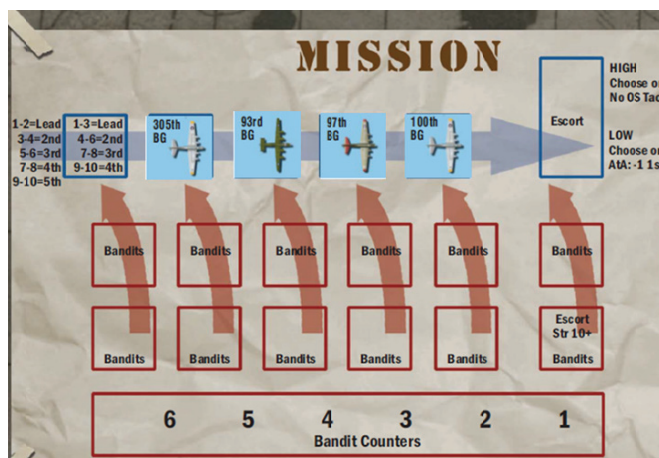 MISSION
HIGH
Choose o
No OS Tac
LOW
Choose o
AtA: -1 1s
1-2=Lead
3-4=2nd
5-6=3rd
7-8=4th
9-10=5th
1-3=Lead
4-6=2nd
7-8=3rd
9-10=4th
305th
BG
93rd
BG
97th
BG
100th
BG
Escort
Bandits
Bandits
Bandits
Bandits
Bandits
Bandits
Bandits
Bandits
Bandits
Bandits
Bandits
Escort
Str 10+
Bandits
6 5 4 3 2 1
Bandit Counters